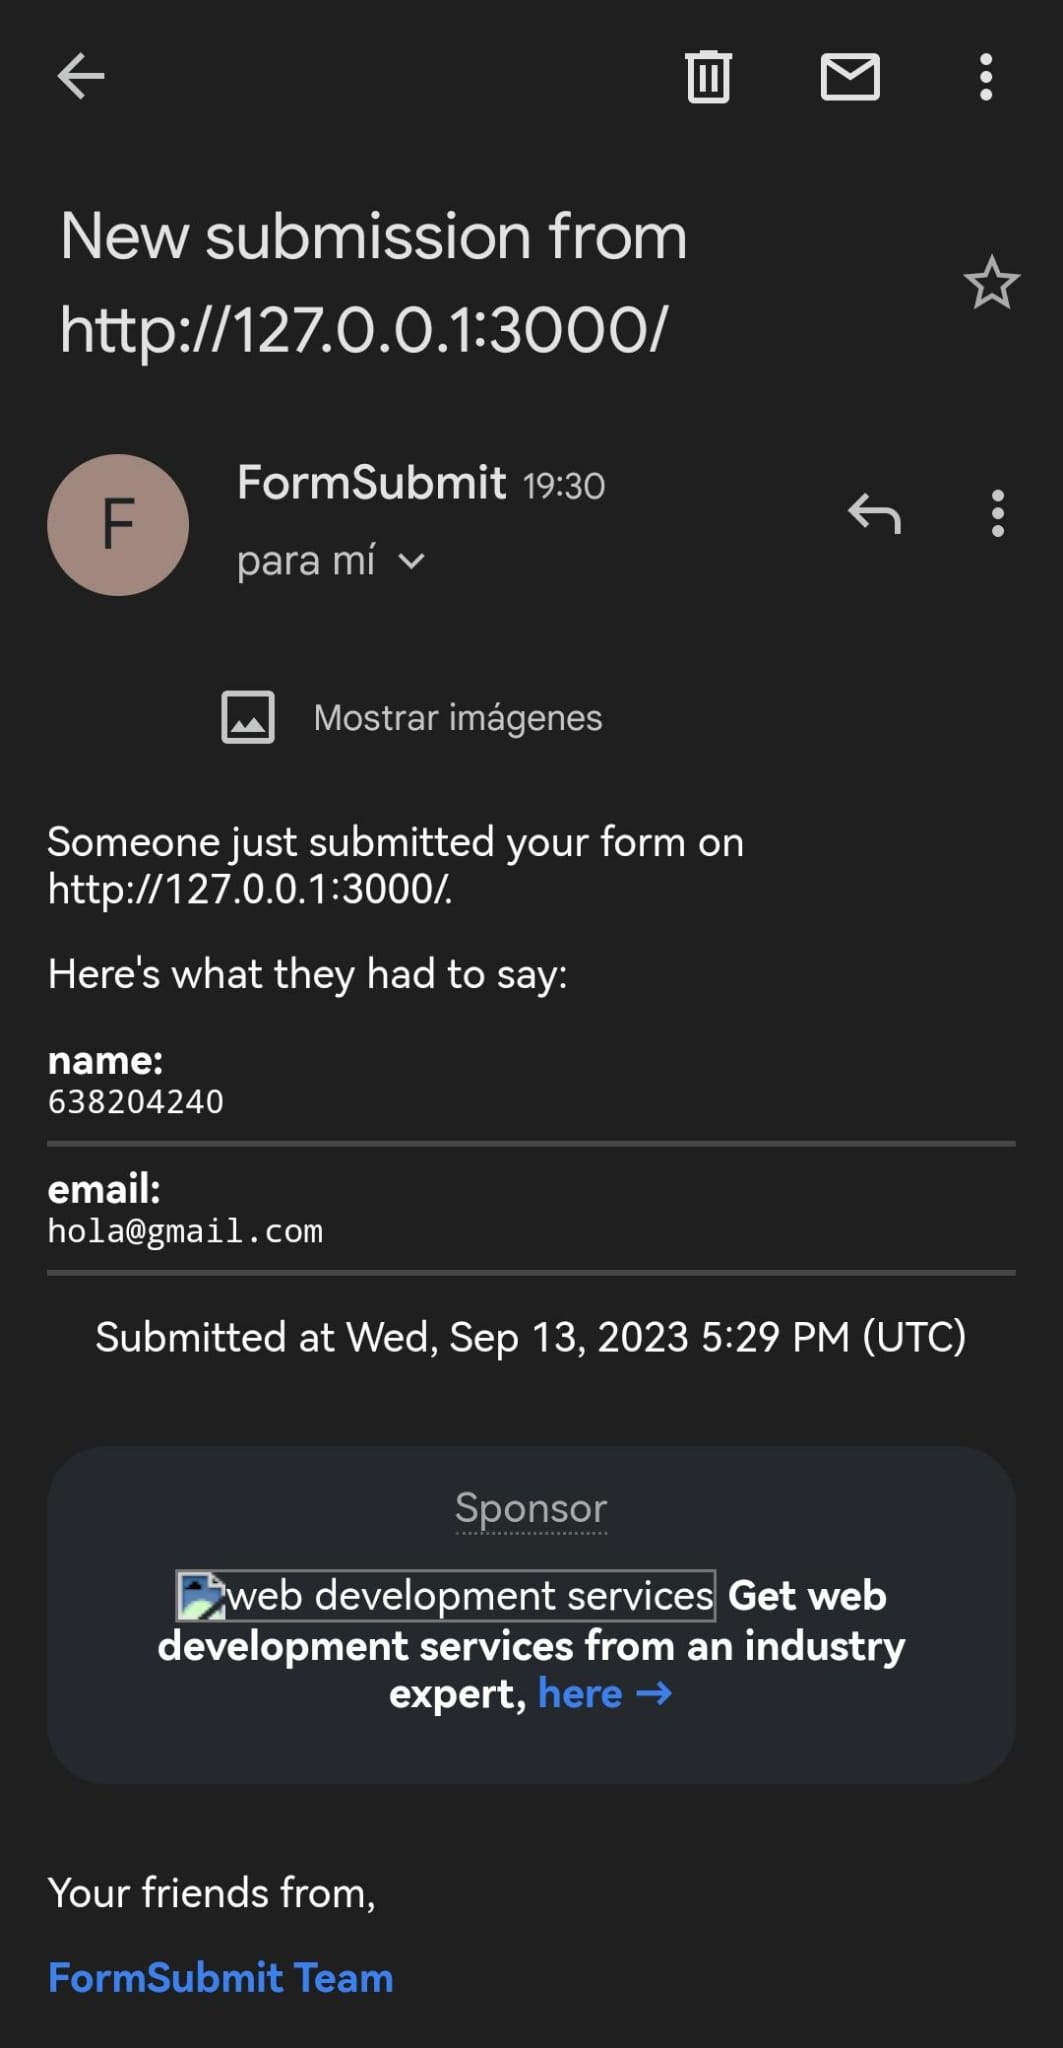 New submission from
http://127.0.0.1:3000/
F
FormSubmit 19:30
para mí
Mostrar imágenes
Someone just submitted your form on
http://127.0.0.1:3000/.
Here's what they had to say:
name:
638204240
email:
hola@gmail.com
Submitted at Wed, Sep 13, 2023 5:29 PM (UTC)
Sponsor
web development services Get web
development services from an industry
expert, here →
Your friends from,
FormSubmit Team